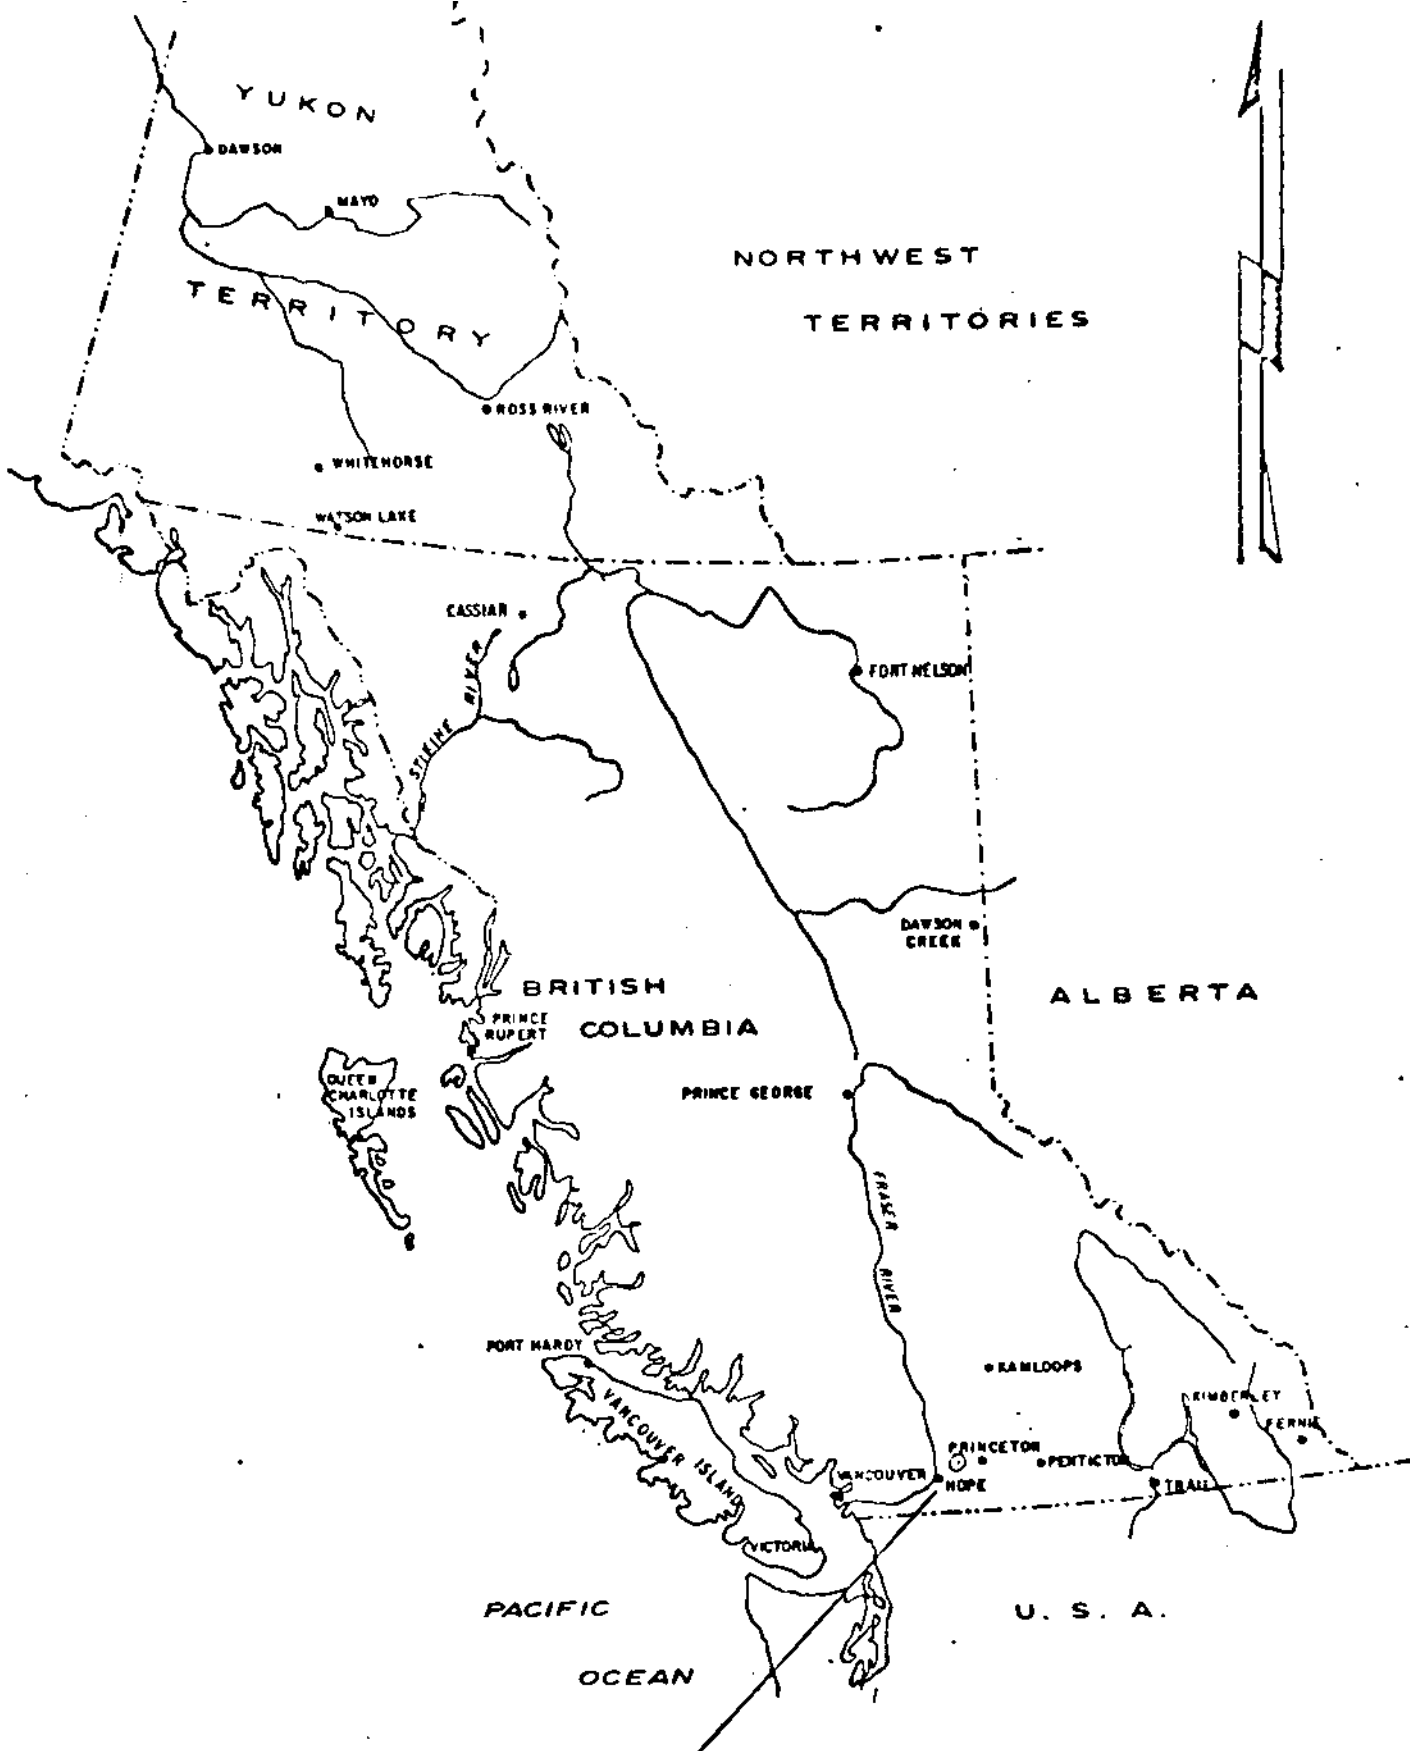 YUKON
DAWSON
MAYO
NORTHWEST
TERRITORY
TERRITORIES
ROSS RIVER
WHITEHORSE
WATSON LAKE
CASSIAR
STIKINE RIVER
FORT NELSON
DAWSON
CREEK
BRITISH
ALBERTA
PRINCE
RUPERT
COLUMBIA
QUEEN
CHARLOTTE
ISLANDS
PRINCE GEORGE
FRASER RIVER
PORT HARDY
KAMLOOPS
VANCOUVER ISLAND
KIMBERLEY
FERNIE
PRINCETON
PENTICTON
VANCOUVER
HOPE
TRAIL
VICTORIA
PACIFIC
U. S. A.
OCEAN